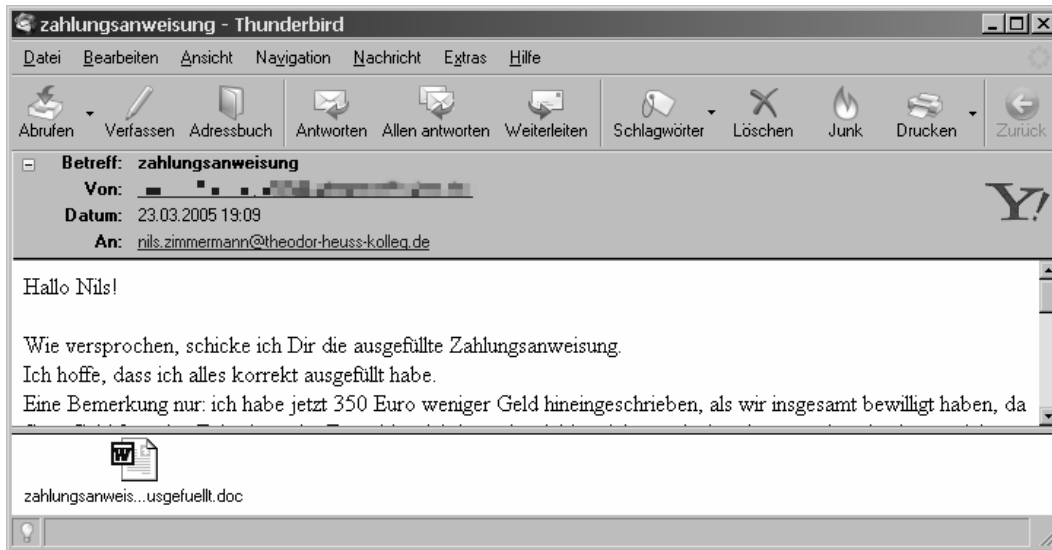 zahlungsanweisung - Thunderbird
Datei Bearbeiten Ansicht Navigation Nachricht Extras Hilfe
Abrufen Verfassen Adressbuch Antworten Allen antworten Weiterleiten Schlagwörter Löschen Junk Drucken Zurück
Betreff: zahlungsanweisung
Von:
Datum: 23.03.2005 19:09
An: nils.zimmermann@theodor-heuss-kolleg.de
Y!
Hallo Nils!
Wie versprochen, schicke ich Dir die ausgefüllte Zahlungsanweisung.
Ich hoffe, dass ich alles korrekt ausgefüllt habe.
Eine Bemerkung nur: ich habe jetzt 350 Euro weniger Geld hineingeschrieben, als wir insgesamt bewilligt haben, da
zahlungsanweis...usgefuellt.doc